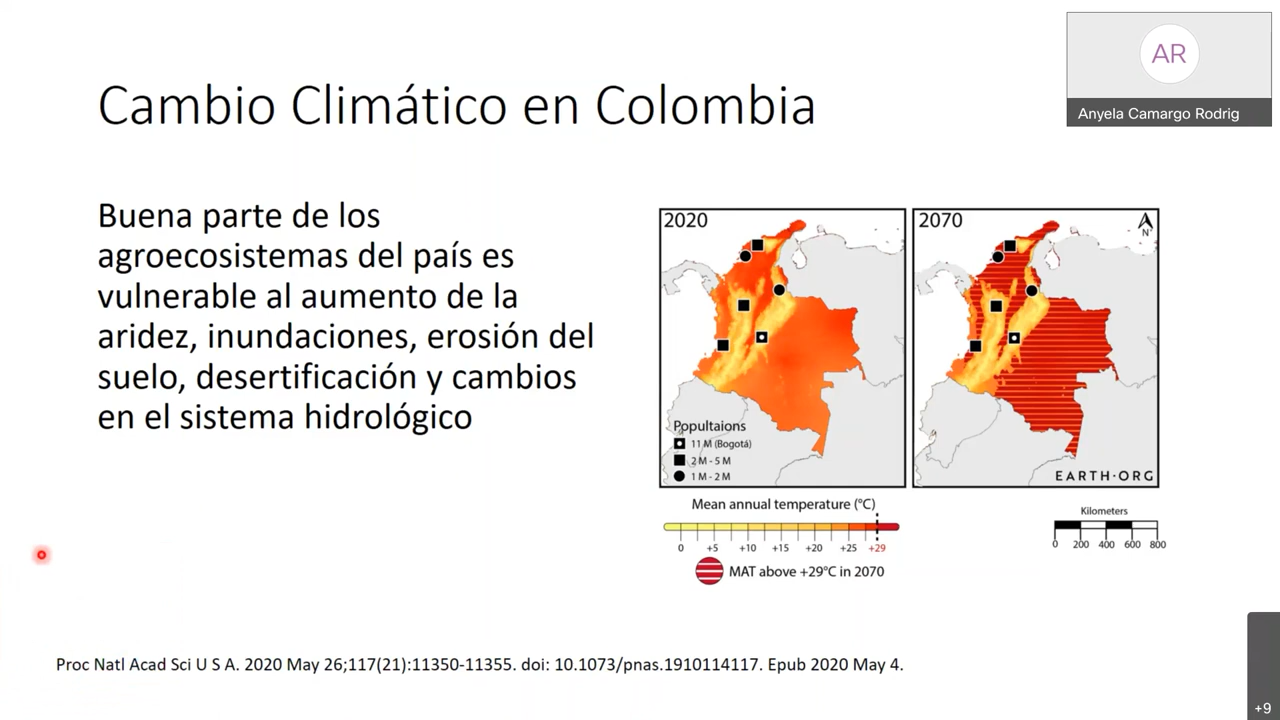 AR
Anyela Camargo Rodrig
Cambio Climático en Colombia
Buena parte de los
agroecosistemas del país es
vulnerable al aumento de la
aridez, inundaciones, erosión del
suelo, desertificación y cambios
en el sistema hidrológico
2020
Popultaions
11 M (Bogotá)
2 M - 5 M
1 M - 2 M
2070
N
EARTH·ORG
Mean annual temperature (°C)
0 +5 +10 +15 +20 +25 +29
MAT above +29°C in 2070
Kilometers
0 200 400 600 800
Proc Natl Acad Sci U S A. 2020 May 26;117(21):11350-11355. doi: 10.1073/pnas.1910114117. Epub 2020 May 4.
+9